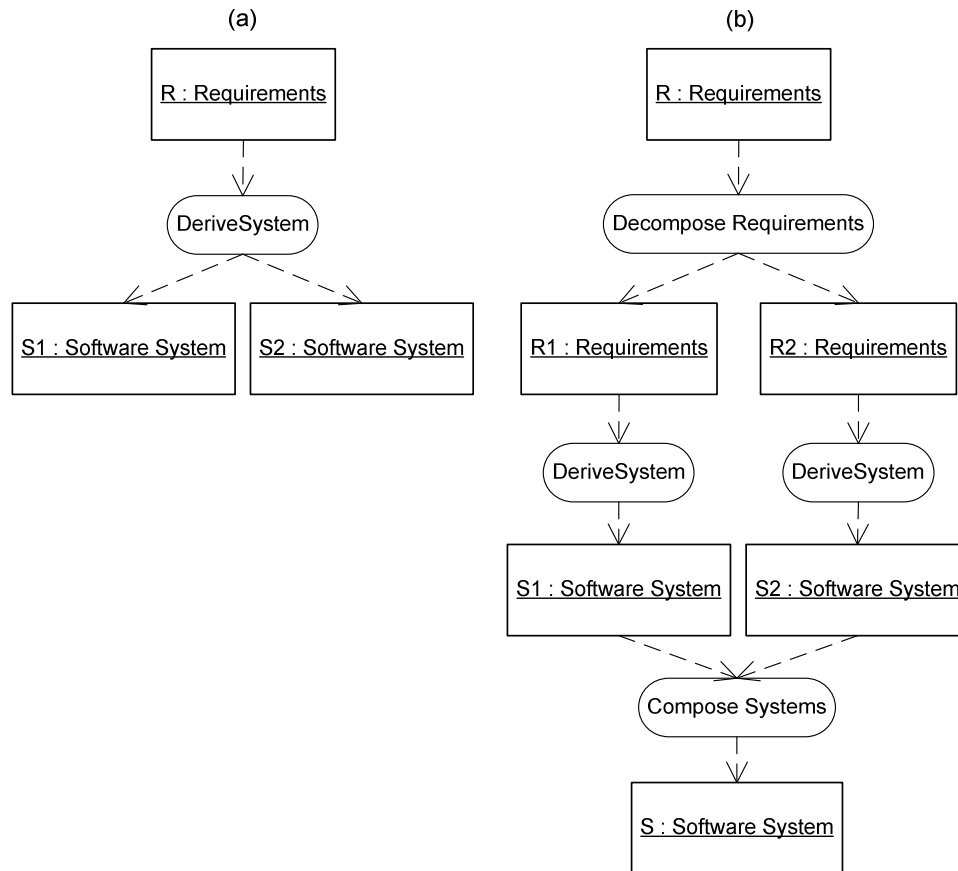 (a)
R : Requirements
DeriveSystem
S1 : Software System
S2 : Software System
(b)
R : Requirements
Decompose Requirements
R1 : Requirements
R2 : Requirements
DeriveSystem
DeriveSystem
S1 : Software System
S2 : Software System
Compose Systems
S : Software System